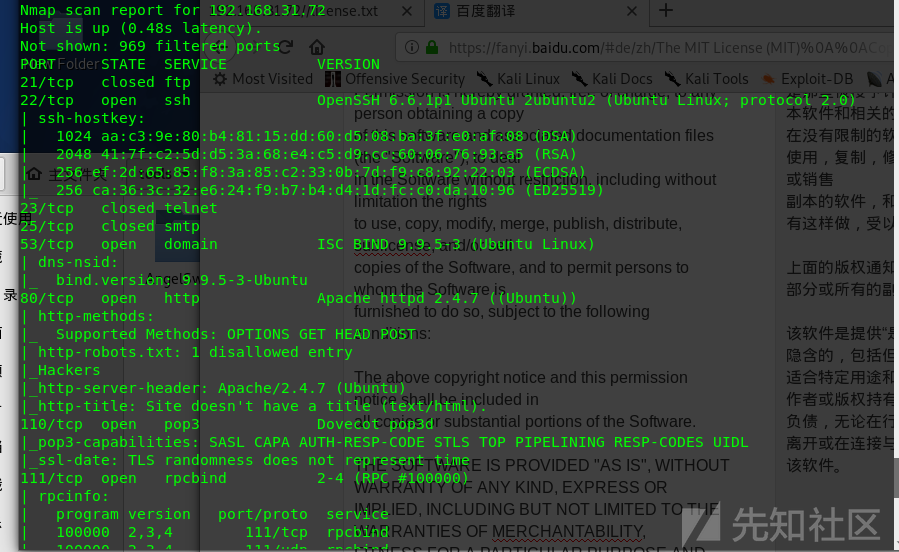 Nmap scan report for 192.168.31.72
Host is up (0.48s latency).
Not shown: 969 filtered ports
PORT STATE SERVICE VERSION
21/tcp closed ftp
22/tcp open ssh OpenSSH 6.6.1p1 Ubuntu 2ubuntu2 (Ubuntu Linux; protocol 2.0)
| ssh-hostkey:
| 1024 aa:c3:9e:80:b4:81:15:dd:60:d5:08:ba:3f:e0:af:08 (DSA)
| 2048 41:7f:c2:5d:d5:3a:68:e4:c5:d9:cc:60:06:76:93:a5 (RSA)
| 256 ef:2d:65:85:f8:3a:85:c2:33:0b:7d:f9:c8:92:22:03 (ECDSA)
|_ 256 ca:36:3c:32:e6:24:f9:b7:b4:d4:1d:fc:c0:da:10:96 (ED25519)
23/tcp closed telnet
25/tcp closed smtp
53/tcp open domain ISC BIND 9.9.5-3 (Ubuntu Linux)
| dns-nsid:
|_ bind.version: 9.9.5-3-Ubuntu
80/tcp open http Apache httpd 2.4.7 ((Ubuntu))
| http-methods:
|_ Supported Methods: OPTIONS GET HEAD POST
| http-robots.txt: 1 disallowed entry
|_Hackers
|_http-server-header: Apache/2.4.7 (Ubuntu)
|_http-title: Site doesn't have a title (text/html).
110/tcp open pop3 Dovecot pop3d
|_pop3-capabilities: SASL CAPA AUTH-RESP-CODE STLS TOP PIPELINING RESP-CODES UIDL
|_ssl-date: TLS randomness does not represent time
111/tcp open rpcbind 2-4 (RPC #100000)
| rpcinfo:
| program version port/proto service
| 100000 2,3,4 111/tcp rpcbind
| 100000 2,3,4 111/udp rpcbind
license.txt
百度翻译
https://fanyi.baidu.com/#de/zh/The MIT License (MIT)%0A%0A
Most Visited Offensive Security Kali Linux Kali Docs Kali Tools Exploit-DB
person obtaining a copy
documentation files
in the Software without restriction, including without
limitation the rights
to use, copy, modify, merge, publish, distribute,
copies of the Software, and to permit persons to
whom the Software is
furnished to do so, subject to the following
conditions:
The above copyright notice and this permission
notice shall be included in
all copies or substantial portions of the Software.
THE SOFTWARE IS PROVIDED "AS IS", WITHOUT
WARRANTY OF ANY KIND, EXPRESS OR
IMPLIED, INCLUDING BUT NOT LIMITED TO THE
WARRANTIES OF MERCHANTABILITY,
FITNESS FOR A PARTICULAR PURPOSE AND
本软件和相关的
在没有限制的软
使用，复制，修
或销售
副本的软件，和
有这样做，受以
上面的版权通知
部分或所有的副
该软件是提供“是
隐含的，包括但
适合特定用途和
作者或版权持有
负债，无论在行
离开或在连接与
该软件。
先知社区